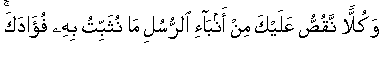 وَكُلًّا نَّقُصُّ عَلَيْكَ مِنْ أَنۢبَآءِ ٱلرُّسُلِ مَا نُثَبِّتُ بِهِۦ فُؤَادَكَ ۚ